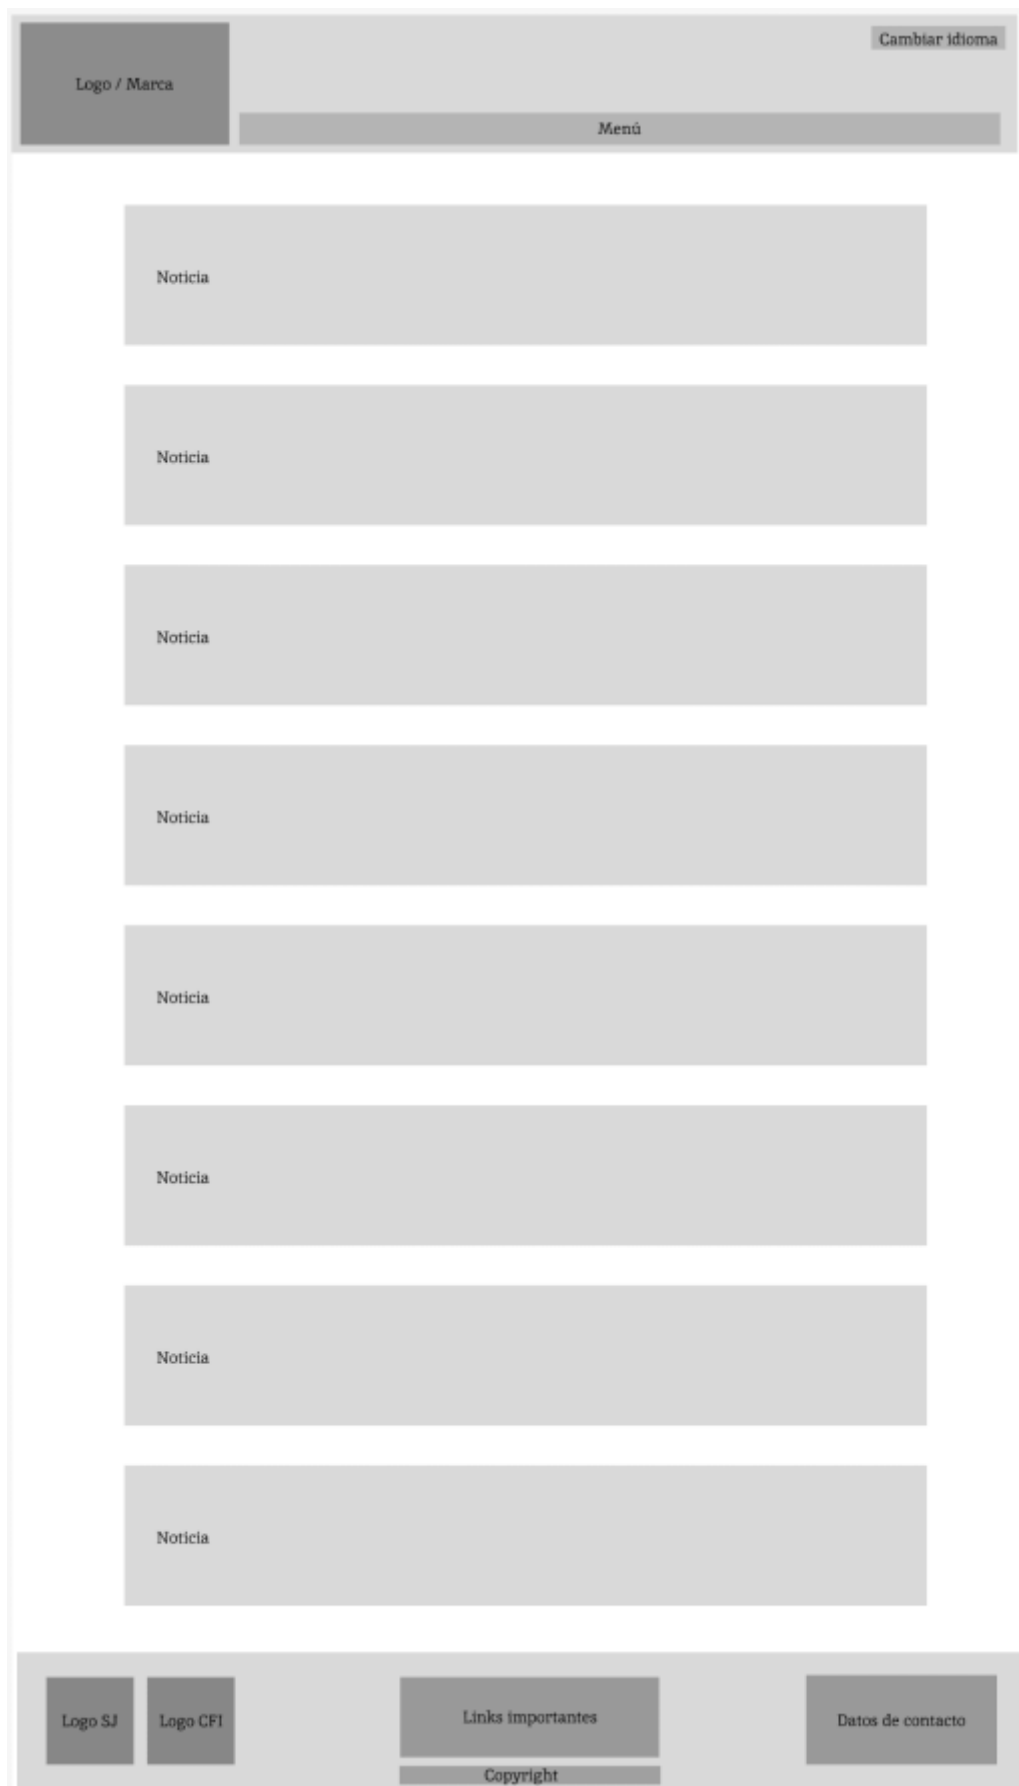 Cambiar idioma
Logo / Marca
Menú
Noticia
Noticia
Noticia
Noticia
Noticia
Noticia
Noticia
Noticia
Logo SJ
Logo CFI
Links importantes
Datos de contacto
Copyright